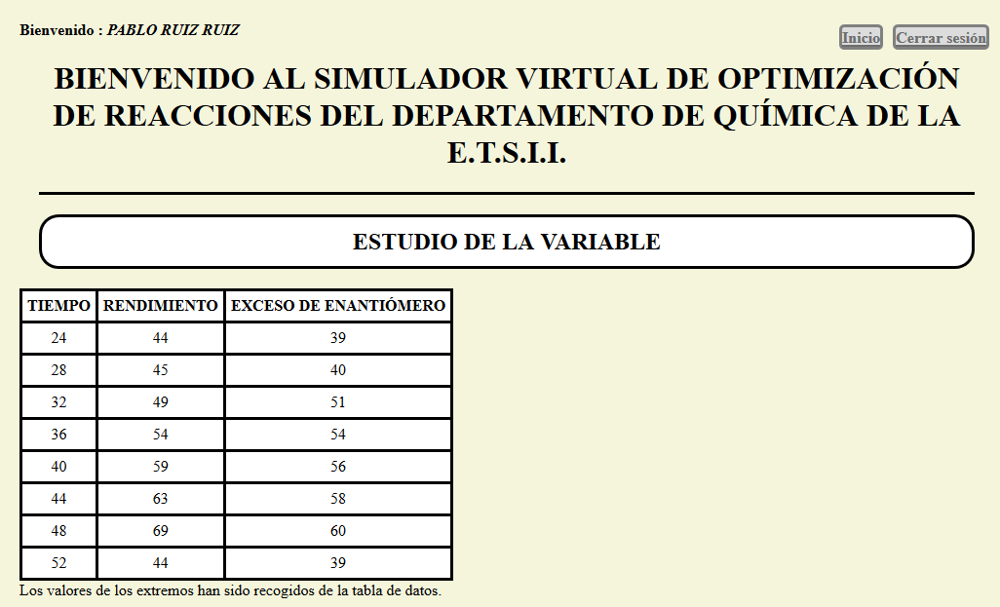 Bienvenido : PABLO RUIZ RUIZ
Inicio Cerrar sesión
BIENVENIDO AL SIMULADOR VIRTUAL DE OPTIMIZACIÓN
DE REACCIONES DEL DEPARTAMENTO DE QUÍMICA DE LA
E.T.S.I.I.
ESTUDIO DE LA VARIABLE
TIEMPO RENDIMIENTO EXCESO DE ENANTIÓMERO
24 44 39
28 45 40
32 49 51
36 54 54
40 59 56
44 63 58
48 69 60
52 44 39
Los valores de los extremos han sido recogidos de la tabla de datos.